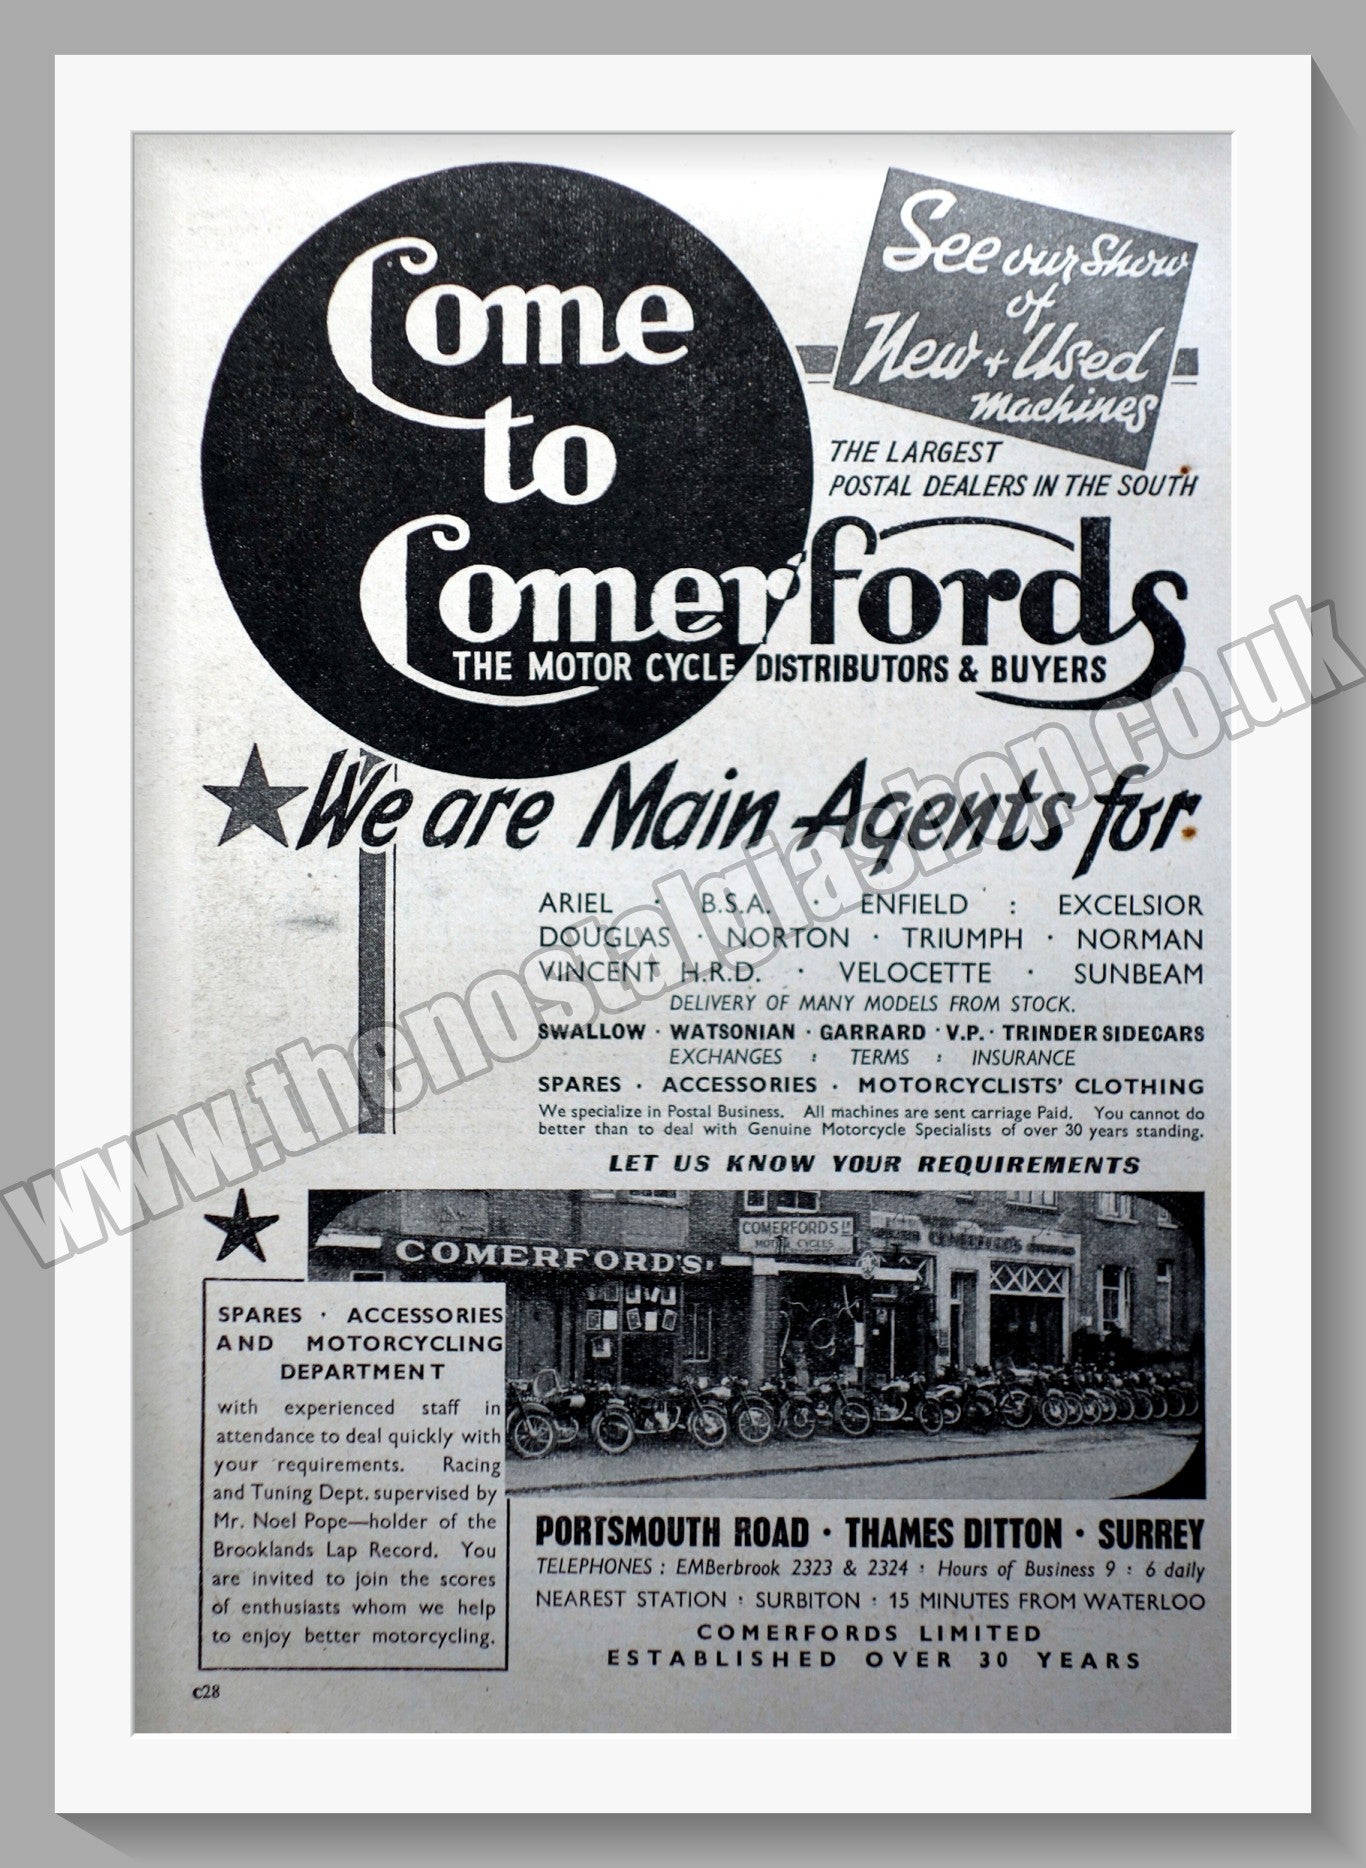 Come
to
Comerfords
THE MOTOR CYCLE DISTRIBUTORS & BUYERS
See our Show
of
New + Used
machines
THE LARGEST
POSTAL DEALERS IN THE SOUTH
We are Main Agents for
ARIEL · B.S.A. · ENFIELD : EXCELSIOR
DOUGLAS · NORTON · TRIUMPH · NORMAN
VINCENT H.R.D. · VELOCETTE · SUNBEAM
DELIVERY OF MANY MODELS FROM STOCK.
SWALLOW · WATSONIAN · GARRARD · V.P. · TRINDER SIDECARS
EXCHANGES : TERMS : INSURANCE
SPARES · ACCESSORIES · MOTORCYCLISTS' CLOTHING
We specialize in Postal Business. All machines are sent carriage Paid. You cannot do
better than to deal with Genuine Motorcycle Specialists of over 30 years standing.
LET US KNOW YOUR REQUIREMENTS
COMERFORD'S
COMERFORDS LTD
MOTOR CYCLES
COMERFORD'S
SPARES · ACCESSORIES
AND MOTORCYCLING
DEPARTMENT
with experienced staff in
attendance to deal quickly with
your requirements. Racing
and Tuning Dept. supervised by
Mr. Noel Pope—holder of the
Brooklands Lap Record. You
are invited to join the scores
of enthusiasts whom we help
to enjoy better motorcycling.
PORTSMOUTH ROAD · THAMES DITTON · SURREY
TELEPHONES : EMBerbrook 2323 & 2324 : Hours of Business 9 : 6 daily
NEAREST STATION : SURBITON : 15 MINUTES FROM WATERLOO
COMERFORDS LIMITED
ESTABLISHED OVER 30 YEARS
C28
www.thenostalgiashop.co.uk